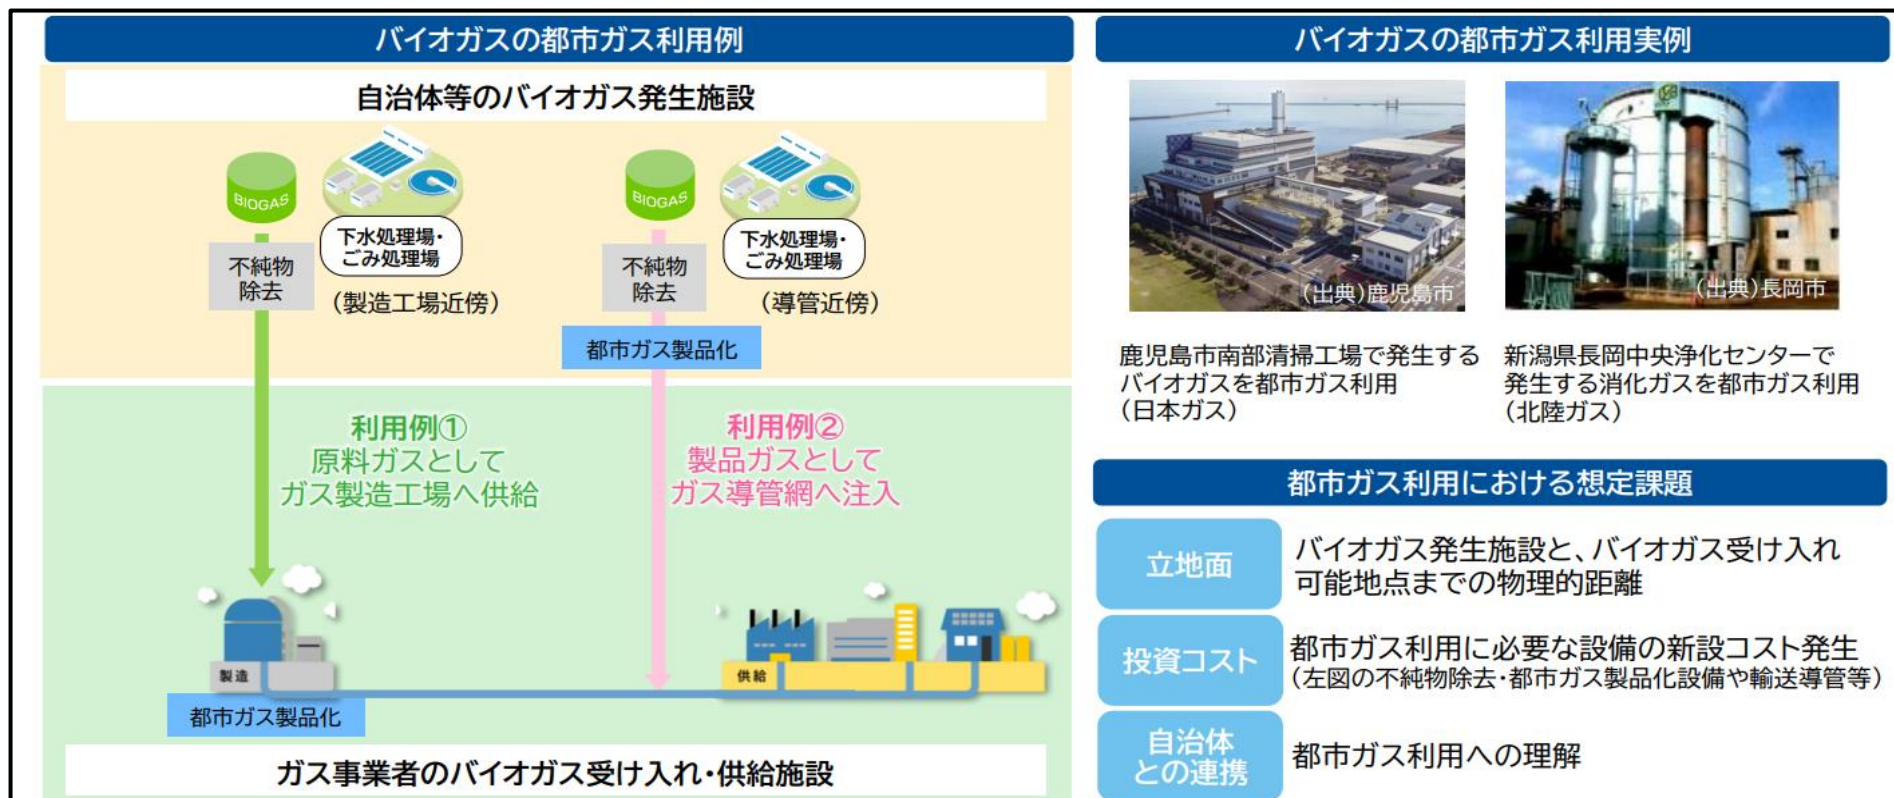 バイオガスの都市ガス利用例
自治体等のバイオガス発生施設
BIOGAS
下水処理場・
ごみ処理場
不純物
除去
(製造工場近傍)
BIOGAS
下水処理場・
ごみ処理場
不純物
除去
(導管近傍)
都市ガス製品化
利用例①
原料ガスとして
ガス製造工場へ供給
利用例②
製品ガスとして
ガス導管網へ注入
製造
供給
都市ガス製品化
ガス事業者のバイオガス受け入れ・供給施設
バイオガスの都市ガス利用実例
(出典)鹿児島市
(出典)長岡市
鹿児島市南部清掃工場で発生する
バイオガスを都市ガス利用
(日本ガス)
新潟県長岡中央浄化センターで
発生する消化ガスを都市ガス利用
(北陸ガス)
都市ガス利用における想定課題
立地面
バイオガス発生施設と、バイオガス受け入れ
可能地点までの物理的距離
投資コスト
都市ガス利用に必要な設備の新設コスト発生
(左図の不純物除去・都市ガス製品化設備や輸送導管等)
自治体
との連携
都市ガス利用への理解